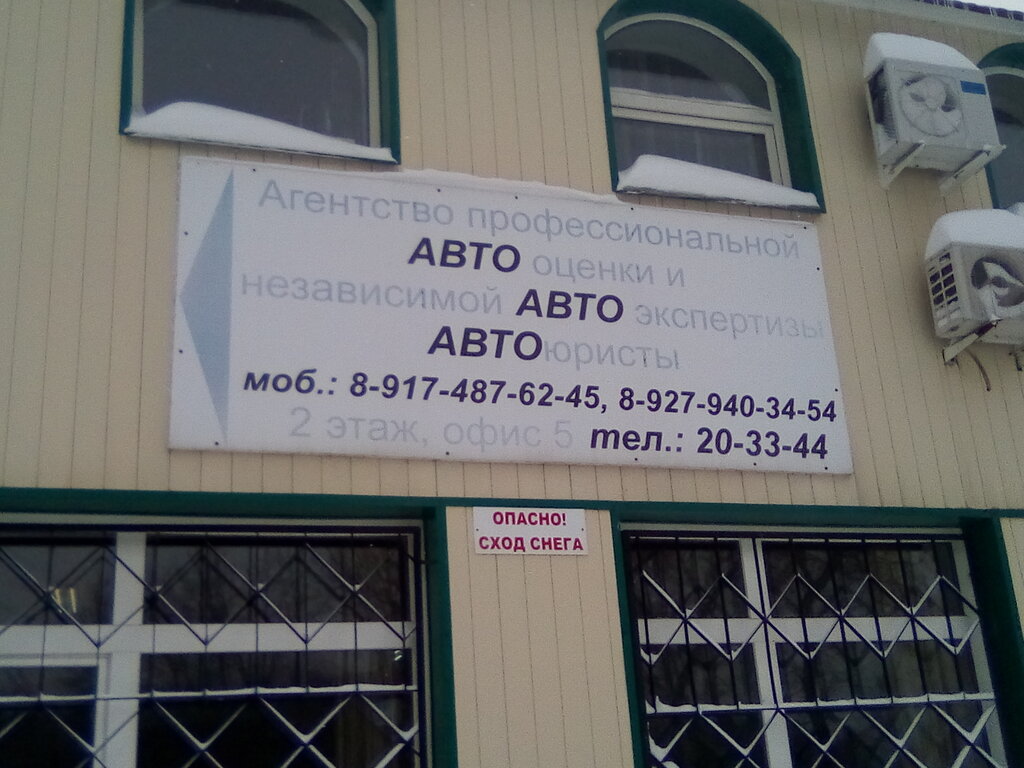 Агентство профессиональной
АВТО оценки и
независимой АВТО экспертизы
АВТОюристы
моб.: 8-917-487-62-45, 8-927-940-34-54
2 этаж, офис 5 тел.: 20-33-44
ОПАСНО!
СХОД СНЕГА